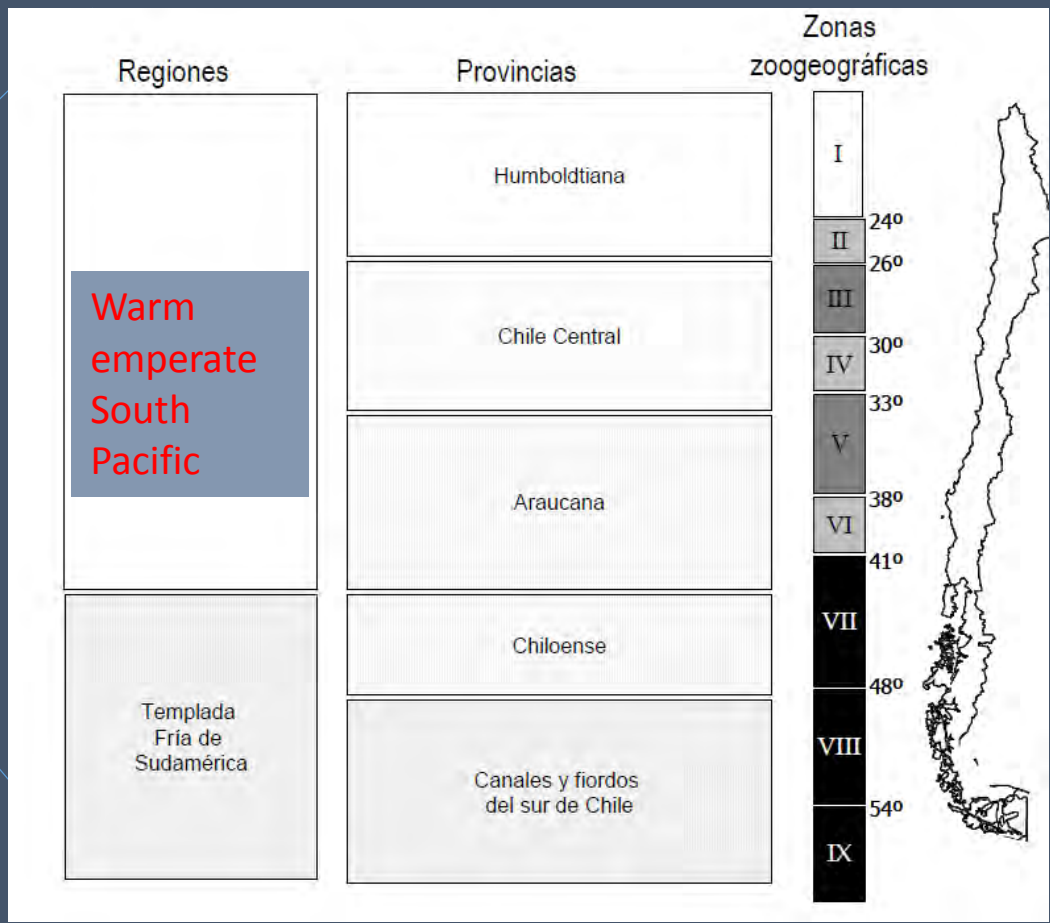 Regiones
Provincias
Zonas
zoogeográficas
Warm
emperate
South
Pacific
Templada
Fría de
Sudamérica
Humboldtiana
Chile Central
Araucana
Chiloense
Canales y fiordos
del sur de Chile
I
24º
II
26º
III
30º
IV
33º
V
38º
VI
41º
VII
48º
VIII
54º
IX